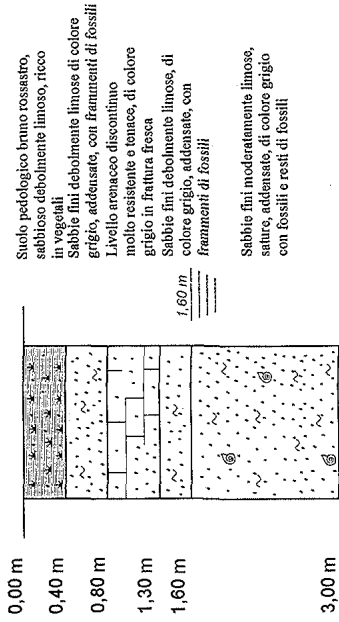 0,00 m
0,40 m
0,80 m
1,30 m
1,60 m
3,00 m
1,60 m
Suolo pedologico bruno rossastro,
sabbioso debolmente limoso, ricco
in vegetali
Sabbie fini debolmente limose di colore
grigio, addensate, con frammenti di fossili
Livello arenaceo discontinuo
molto resistente e tenace, di colore
grigio in frattura fresca
Sabbie fini debolmente limose, di
colore grigio, addensate, con
frammenti di fossili
Sabbie fini moderatamente limose,
sature, addensate, di colore grigio
con fossili e resti di fossili